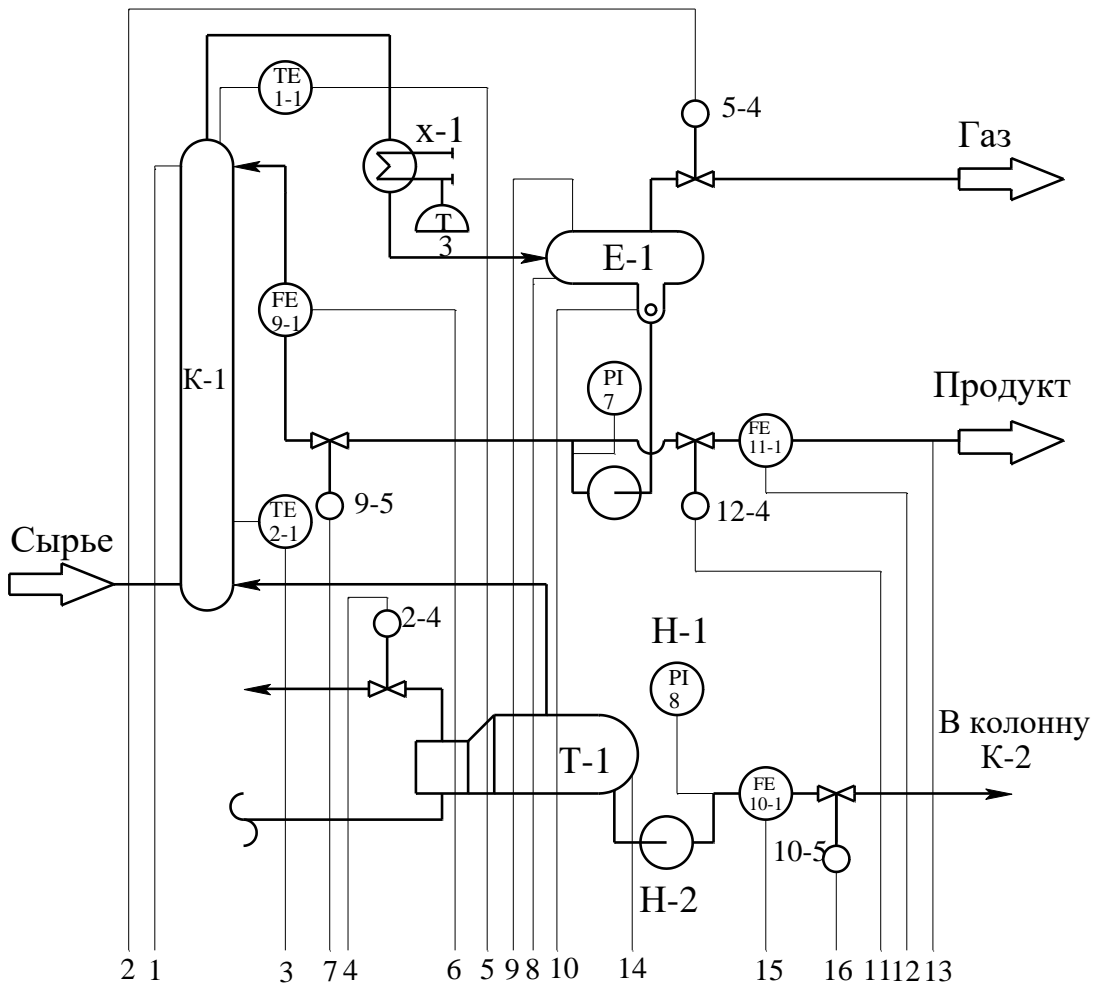 TE
1-1
5-4
х-1
Газ
T
3
E-1
FE
9-1
К-1
PI
7
Продукт
FE
11-1
TE
2-1
9-5
12-4
Сырье
2-4
Н-1
PI
8
В колонну
К-2
Т-1
FE
10-1
10-5
Н-2
2 1 3 7 4 6 5 9 8 10 14 15 16 11 12 13